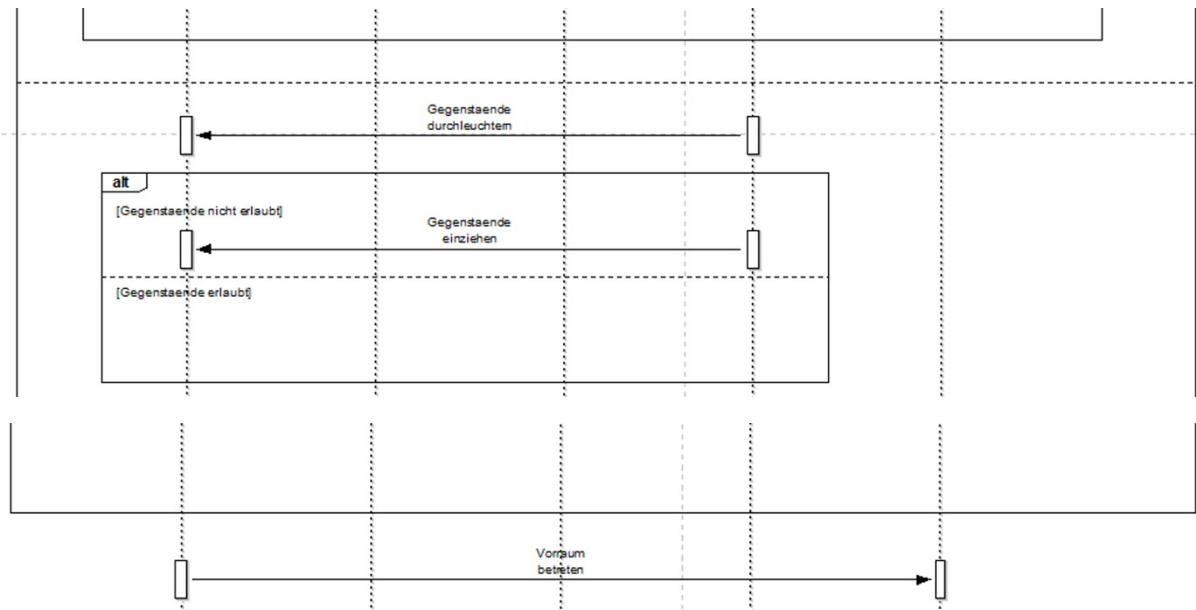 Gegenstaende
durchleuchtern
alt
[Gegenstaende nicht erlaubt]
Gegenstaende
einziehen
[Gegenstaende erlaubt]
Vorraum
betreten